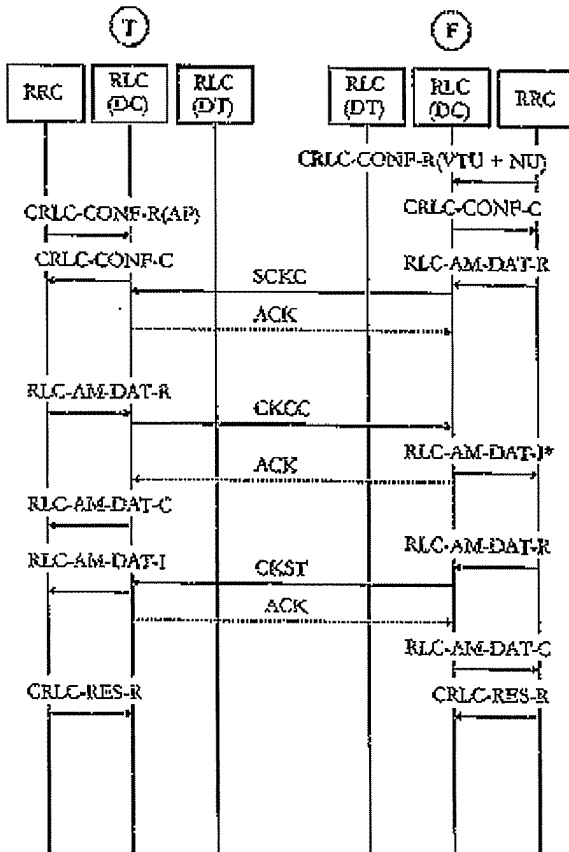 T
F
RRC
RLC
(DC)
RLC
(DT)
RLC
(DT)
RLC
(DC)
RRC
CRLC-CONF-R(VTU + NU)
CRLC-CONF-R(AP)
CRLC-CONF-C
CRLC-CONF-C
RLC-AM-DAT-R
SCKC
ACK
RLC-AM-DAT-R
CKCC
RLC-AM-DAT-I*
ACK
RLC-AM-DAT-C
RLC-AM-DAT-R
RLC-AM-DAT-I
CKST
ACK
RLC-AM-DAT-C
CRLC-RES-R
CRLC-RES-R